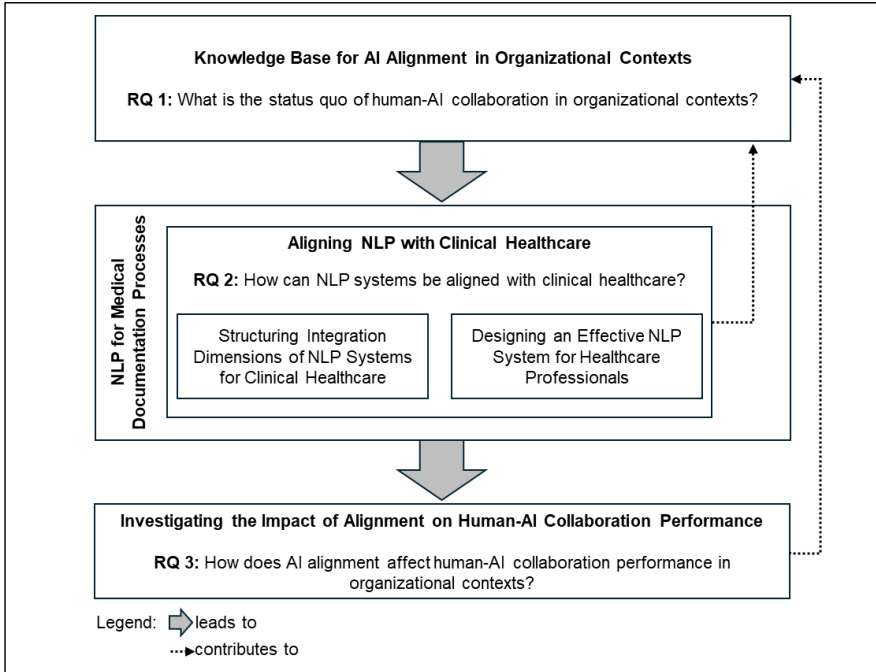 Knowledge Base for AI Alignment in Organizational Contexts
RQ 1: What is the status quo of human-AI collaboration in organizational contexts?
NLP for Medical
Documentation Processes
Aligning NLP with Clinical Healthcare
RQ 2: How can NLP systems be aligned with clinical healthcare?
Structuring Integration
Dimensions of NLP Systems
for Clinical Healthcare
Designing an Effective NLP
System for Healthcare
Professionals
Investigating the Impact of Alignment on Human-AI Collaboration Performance
RQ 3: How does AI alignment affect human-AI collaboration performance in
organizational contexts?
Legend:
leads to
contributes to